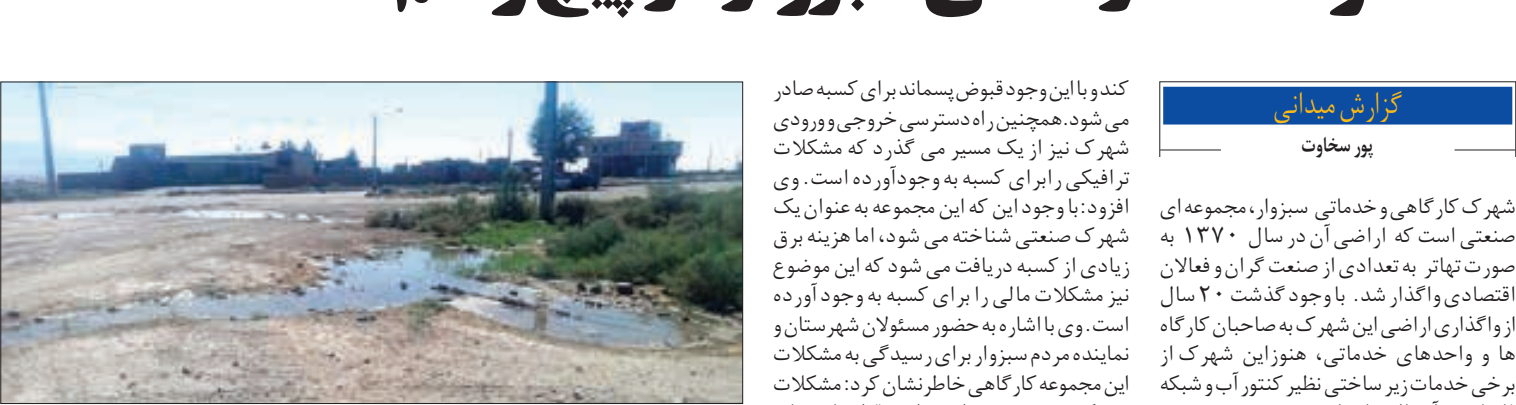 گزارش میدانی
پور سخاوت
شهرک کارگاهی و خدماتی سبزوار، مجموعه ای
صنعتی است که اراضی آن در سال ۱۳۷۰ به
صورت تهاتر به تعدادی از صنعت گران و فعالان
اقتصادی واگذار شد. با وجود گذشت ۲۰ سال
از واگذاری اراضی این شهرک به صاحبان کارگاه
ها و واحدهای خدماتی، هنوز این شهرک از
برخی خدمات زیر ساختی نظیر کنتور آب و شبکه
کند و با این وجود قبوض پسماند برای کسبه صادر
می شود. همچنین راه دسترسی خروجی و ورودی
شهرک نیز از یک مسیر می گذرد که مشکلات
ترافیکی را برای کسبه به وجود آورده است. وی
افزود: با وجود این که این مجموعه به عنوان یک
شهرک صنعتی شناخته می شود، اما هزینه برق
زیادی از کسبه دریافت می شود که این موضوع
نیز مشکلات مالی را برای کسبه به وجود آورده
است. وی با اشاره به حضور مسئولان شهرستان و
نماینده مردم سبزوار برای رسیدگی به مشکلات
این مجموعه کارگاهی خاطرنشان کرد: مشکلات